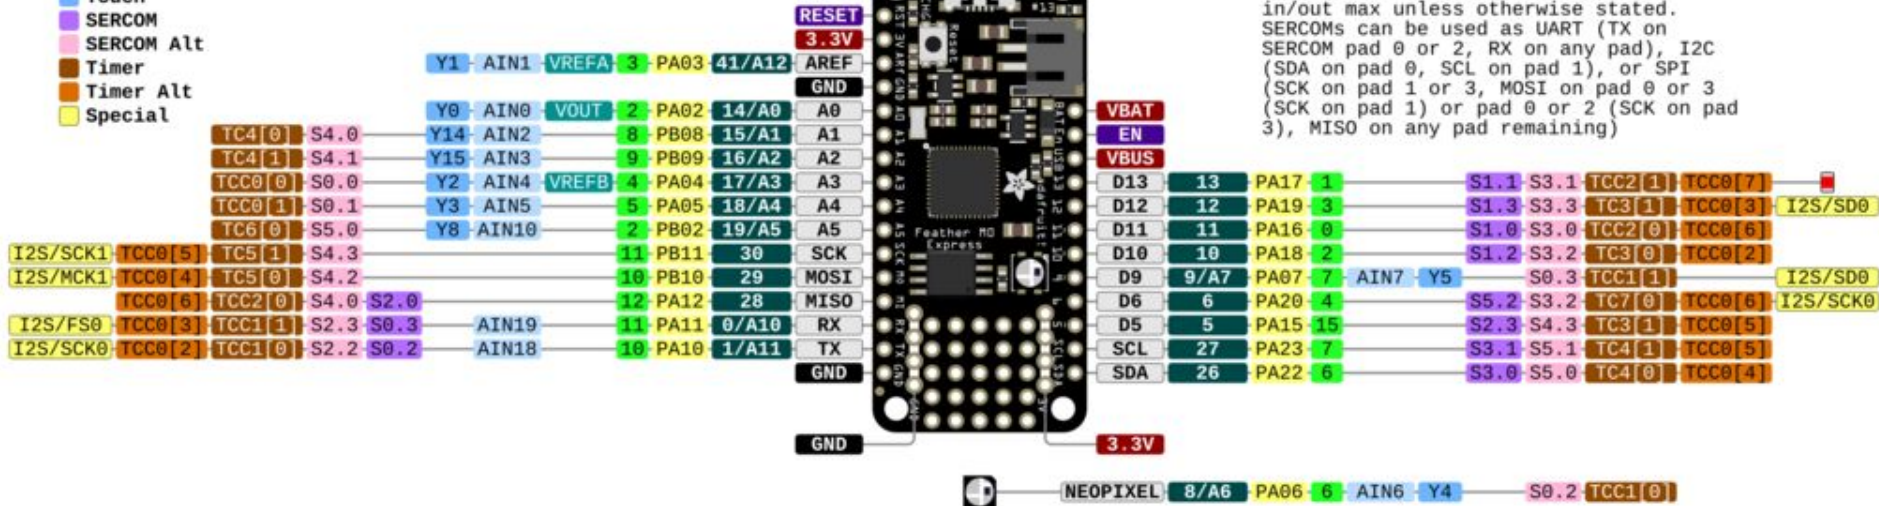 SERCOM
SERCOM Alt
Timer
Timer Alt
Special
in/out max unless otherwise stated.
SERCOMs can be used as UART (TX on
SERCOM pad 0 or 2, RX on any pad), I2C
(SDA on pad 0, SCL on pad 1), or SPI
(SCK on pad 1 or 3, MOSI on pad 0 or 3
(SCK on pad 1) or pad 0 or 2 (SCK on pad
3), MISO on any pad remaining)
RESET
3.3V
Y1 AIN1 VREFA 3 PA03 41/A12 AREF
GND
Y0 AIN0 VOUT 2 PA02 14/A0 A0
TC4[0] S4.0 Y14 AIN2 8 PB08 15/A1 A1
TC4[1] S4.1 Y15 AIN3 9 PB09 16/A2 A2
TCC0[0] S0.0 Y2 AIN4 VREFB 4 PA04 17/A3 A3
TCC0[1] S0.1 Y3 AIN5 5 PA05 18/A4 A4
TC6[0] S5.0 Y8 AIN10 2 PB02 19/A5 A5
I2S/SCK1 TCC0[5] TC5[1] S4.3 11 PB11 30 SCK
I2S/MCK1 TCC0[4] TC5[0] S4.2 10 PB10 29 MOSI
TCC0[6] TCC2[0] S4.0 S2.0 12 PA12 28 MISO
I2S/FS0 TCC0[3] TCC1[1] S2.3 S0.3 AIN19 11 PA11 0/A10 RX
I2S/SCK0 TCC0[2] TCC1[0] S2.2 S0.2 AIN18 10 PA10 1/A11 TX
GND
GND
Reset
#13
Feather M0
Express
adafruit
VBAT
EN
VBUS
D13 13 PA17 1 S1.1 S3.1 TCC2[1] TCC0[7]
D12 12 PA19 3 S1.3 S3.3 TC3[1] TCC0[3] I2S/SD0
D11 11 PA16 0 S1.0 S3.0 TCC2[0] TCC0[6]
D10 10 PA18 2 S1.2 S3.2 TC3[0] TCC0[2]
D9 9/A7 PA07 7 AIN7 Y5 S0.3 TCC1[1] I2S/SD0
D6 6 PA20 4 S5.2 S3.2 TC7[0] TCC0[6] I2S/SCK0
D5 5 PA15 15 S2.3 S4.3 TC3[1] TCC0[5]
SCL 27 PA23 7 S3.1 S5.1 TC4[1] TCC0[5]
SDA 26 PA22 6 S3.0 S5.0 TC4[0] TCC0[4]
3.3V
NEOPIXEL 8/A6 PA06 6 AIN6 Y4 S0.2 TCC1[0]